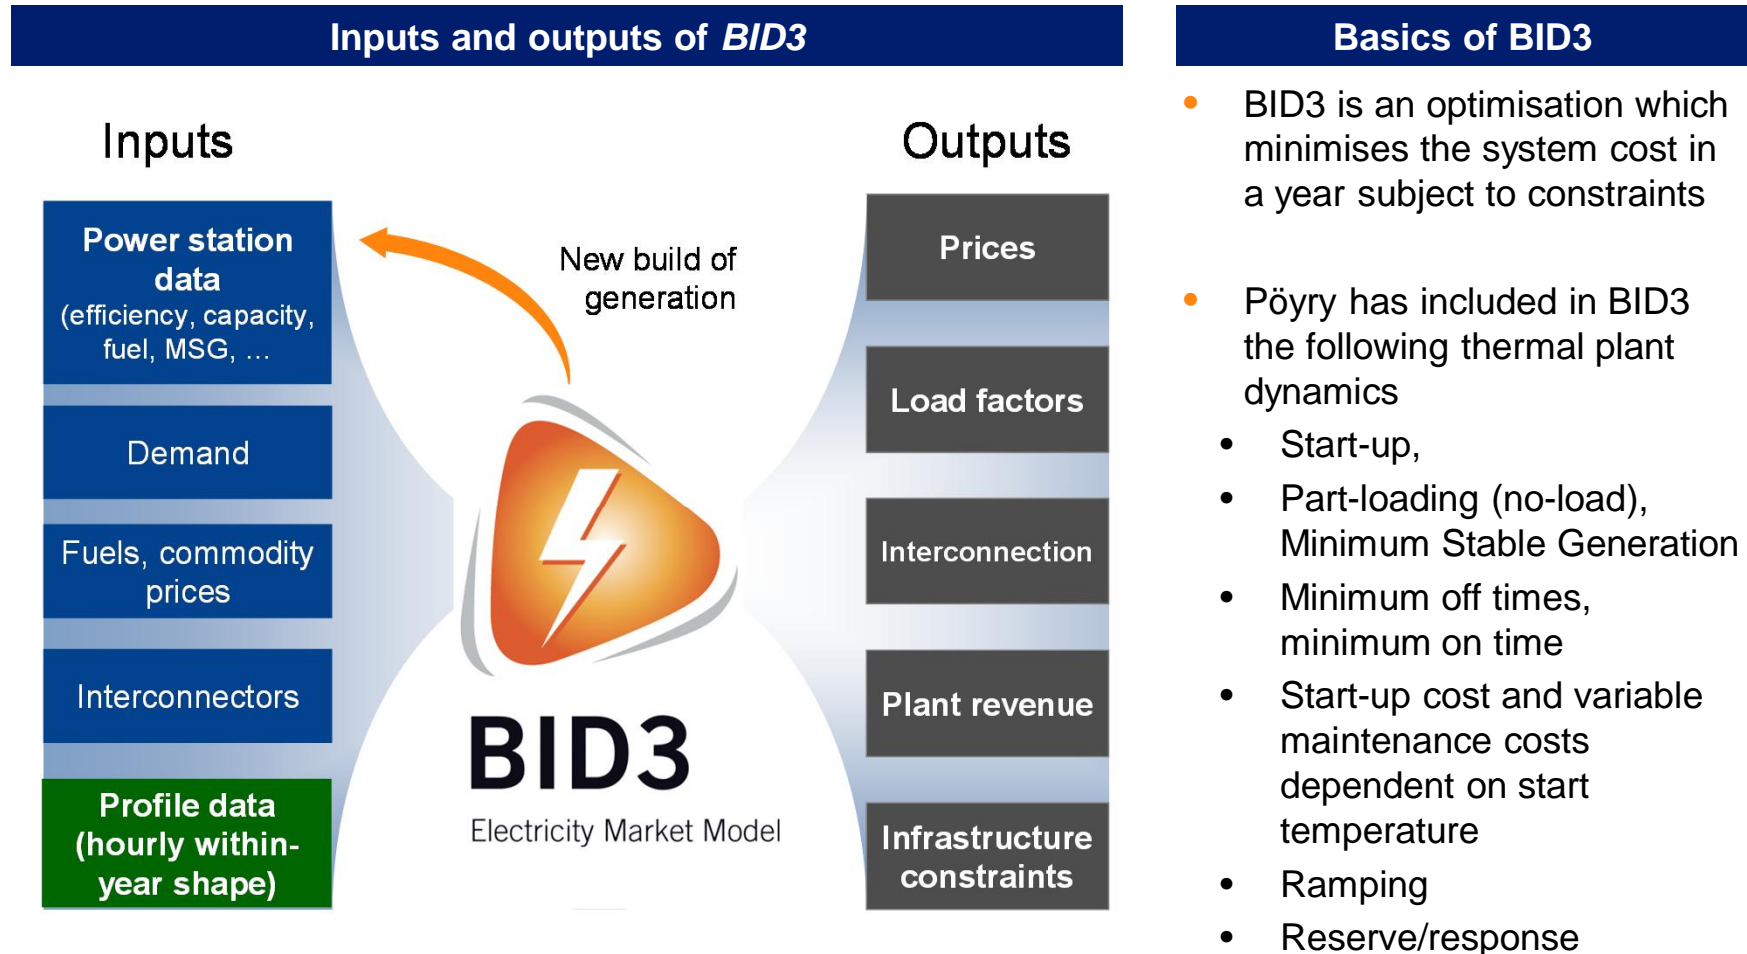 Inputs and outputs of BID3
Inputs
Power station
data
(efficiency, capacity,
fuel, MSG, ...
Demand
Fuels, commodity
prices
Interconnectors
Profile data
(hourly within-
year shape)
New build of
generation
BID3
Electricity Market Model
Outputs
Prices
Load factors
Interconnection
Plant revenue
Infrastructure
constraints
Basics of BID3
• BID3 is an optimisation which
minimises the system cost in
a year subject to constraints
• Pöyry has included in BID3
the following thermal plant
dynamics
• Start-up,
• Part-loading (no-load),
Minimum Stable Generation
• Minimum off times,
minimum on time
• Start-up cost and variable
maintenance costs
dependent on start
temperature
• Ramping
• Reserve/response